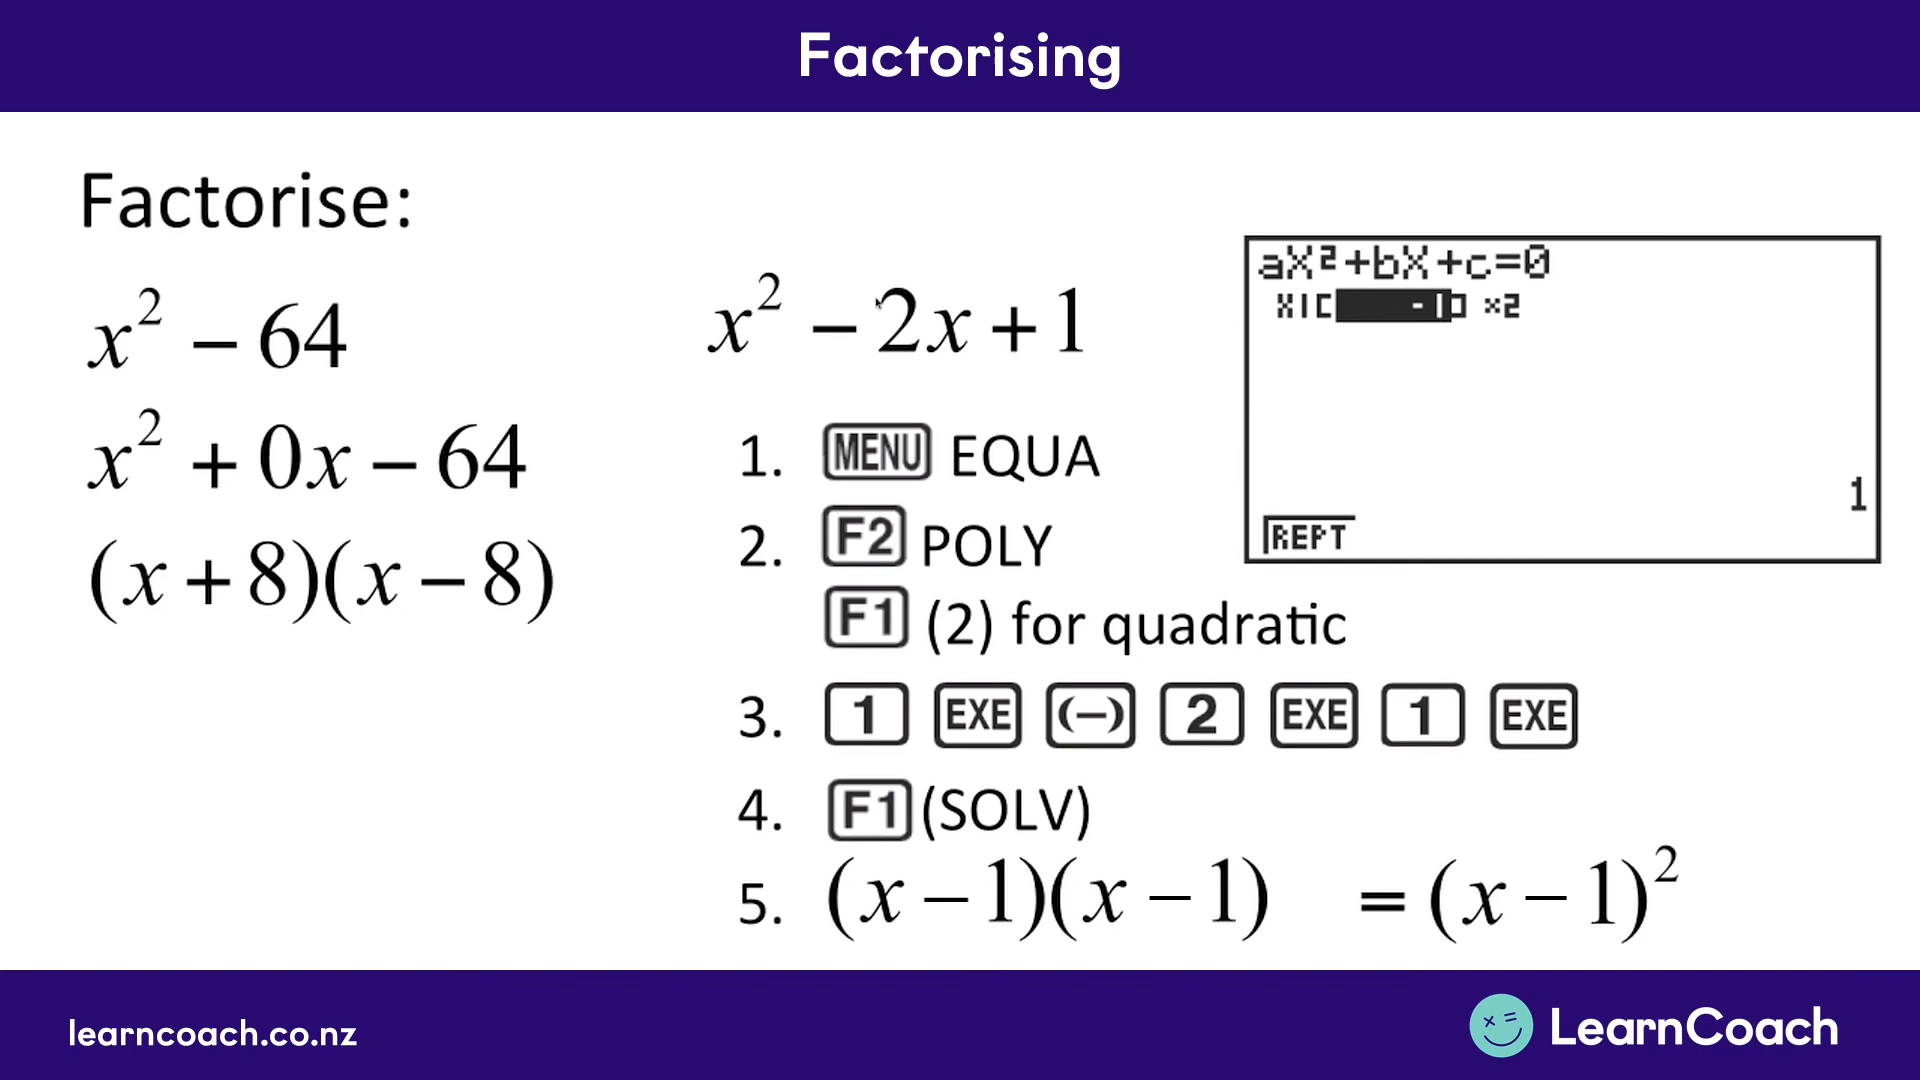 Factorising
Factorise:
x² − 64
x² + 0x − 64
(x + 8)(x − 8)
x² − 2x + 1
1. MENU EQUA
2. F2 POLY
F1 (2) for quadratic
3. 1 EXE (−) 2 EXE 1 EXE
4. F1 (SOLV)
5. (x − 1)(x − 1) = (x − 1)²
aX²+bX+c=0
1
REPT
learncoach.co.nz
LearnCoach